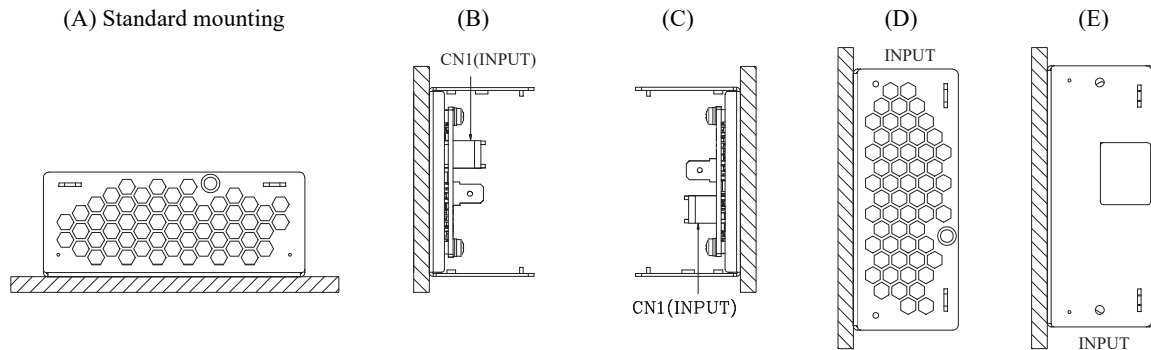 (A) Standard mounting
(B)
(C)
(D)
(E)
CN1(INPUT)
INPUT
CN1(INPUT)
INPUT